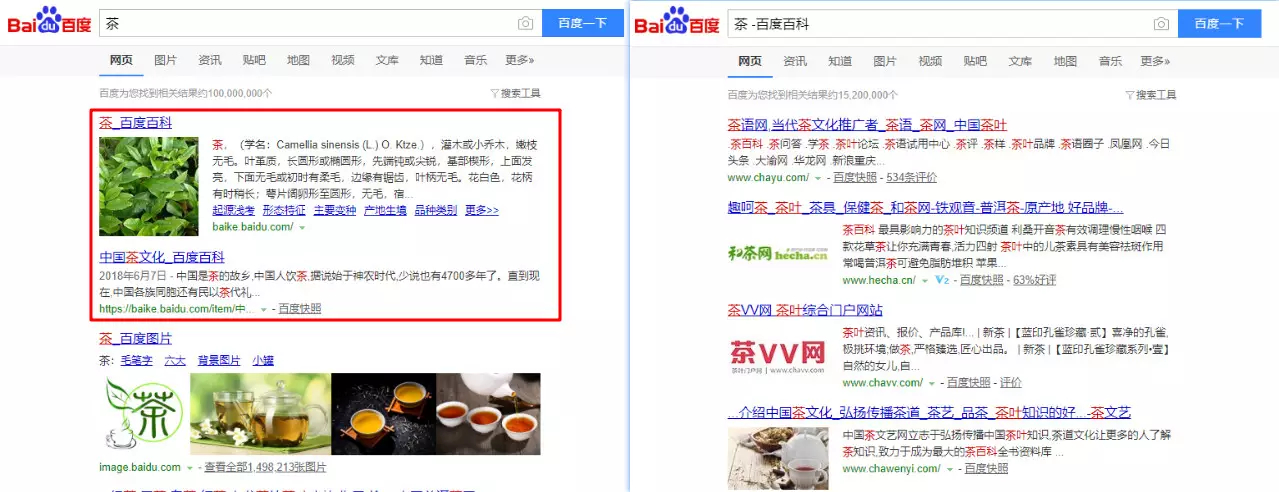 Bai du 百度
茶
百度一下
网页 图片 资讯 贴吧 地图 视频 文库 知道 音乐 更多»
百度为您找到相关结果约100,000,000个
搜索工具
茶_百度百科
茶，（学名：Camellia sinensis (L.) O. Ktze.），灌木或小乔木，嫩枝
无毛。叶革质，长圆形或椭圆形，先端钝或尖锐，基部楔形，上面发
亮，下面无毛或初时有柔毛，边缘有锯齿，叶柄无毛。花白色，花柄
有时稍长；萼片阔卵形至圆形，无毛，宿...
起源浅考 形态特征 主要变种 产地生境 品种类别 更多>>
baike.baidu.com/
中国茶文化_百度百科
2018年6月7日 - 中国是茶的故乡,中国人饮茶,据说始于神农时代,少说也有4700多年了。直到现
在,中国各族同胞还有民以茶代礼...
https://baike.baidu.com/item/中... - 百度快照
茶_百度图片
茶: 毛笔字 六大 背景图片 小罐
茶
image.baidu.com - 查看全部1,498,213张图片
Bai du 百度
茶 -百度百科
百度一下
网页 资讯 知道 图片 视频 贴吧 文库 地图 音乐 更多»
百度为您找到相关结果约15,200,000个
搜索工具
茶语网,当代茶文化推广者_茶语_茶网_中国茶叶
.茶百科 .茶问答 .学茶 .茶叶论坛 .茶语试用中心 .茶评 .茶样 .茶叶品牌 .茶语圈子 .凤凰网 .今日
头条 .大渝网 .华龙网 .新浪重庆...
www.chayu.com/ - 百度快照 - 534条评价
趣呵茶_茶叶_茶具_保健茶_和茶网-铁观音-普洱茶-原产地 好品牌-...
和茶网 hecha.cn
茶百科 最具影响力的茶叶知识频道 利桑开音茶有效调理慢性咽喉 四
款花草茶让你充满青春,活力四射 茶叶中的儿茶素具有美容祛斑作用
常喝普洱茶可避免脂肪堆积 苹果...
www.hecha.cn/ V2 - 百度快照 - 63%好评
茶VV网 茶叶综合门户网站
茶VV网
茶叶门户网 | www.chavv.com
茶叶资讯、报价、产品库!... | 新茶 |【蓝印孔雀珍藏·贰】喜净的孔雀,
极挑环境;做茶,严格臻选,匠心出品。 | 新茶 |【蓝印孔雀珍藏系列•壹】
自然的女儿,自...
www.chavv.com/ - 百度快照 - 评价
...介绍中国茶文化_弘扬传播茶道_茶艺_品茶_茶叶知识的好...-茶文艺
中国茶文艺网立志于弘扬传播中国茶叶知识,茶道文化让更多的人了解
茶知识,致力于成为最大的茶百科全书资料库 ...
www.chawenyi.com/ - 百度快照